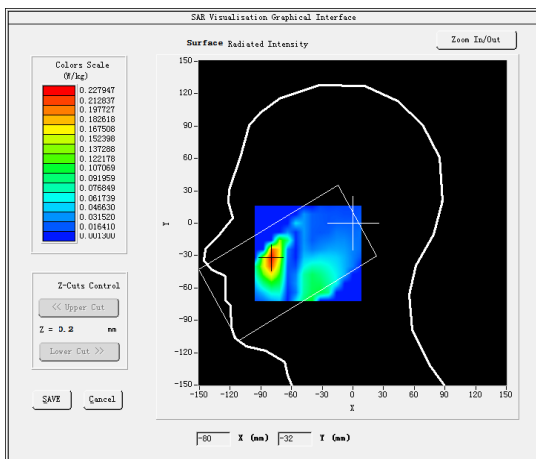 SAR Visualisation Graphical Interface
Surface Radiated Intensity
Zoom In/Out
Colors Scale
(W/kg)
0.227947
0.212837
0.197727
0.182618
0.167508
0.152398
0.137288
0.122178
0.107069
0.091959
0.076849
0.061739
0.046630
0.031520
0.016410
0.001300
Z-Cuts Control
<< Upper Cut
Z = 0.2 mm
Lower Cut >>
SAVE
Cancel
150
120
90
60
30
0
-30
-60
-90
-120
-150
Y
-150 -120 -90 -60 -30 0 30 60 90 120 150
X
-80 X (mm) -32 Y (mm)